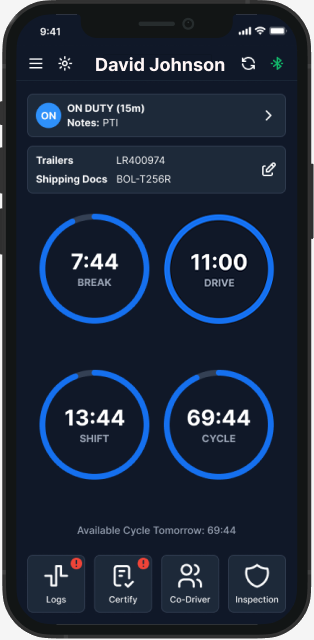 9:41
David Johnson
ON
ON DUTY (15m)
Notes: PTI
Trailers LR400974
Shipping Docs BOL-T256R
7:44 11:00
BREAK DRIVE
13:44 69:44
SHIFT CYCLE
Available Cycle Tomorrow: 69:44
! !
Logs Certify Co-Driver Inspection